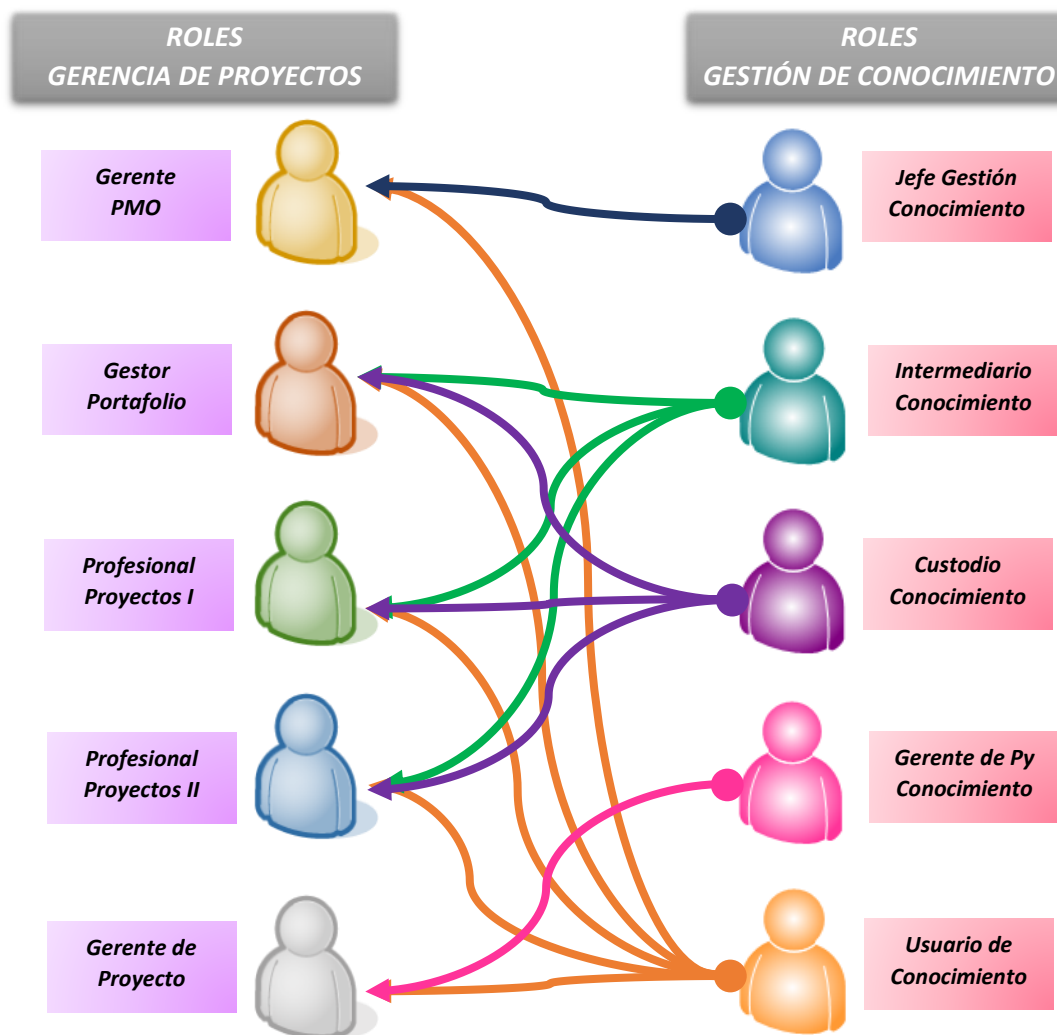 ROLES
GERENCIA DE PROYECTOS
ROLES
GESTIÓN DE CONOCIMIENTO
Gerente
PMO
Jefe Gestión
Conocimiento
Gestor
Portafolio
Intermediario
Conocimiento
Profesional
Proyectos I
Custodio
Conocimiento
Profesional
Proyectos II
Gerente de Py
Conocimiento
Gerente de
Proyecto
Usuario de
Conocimiento